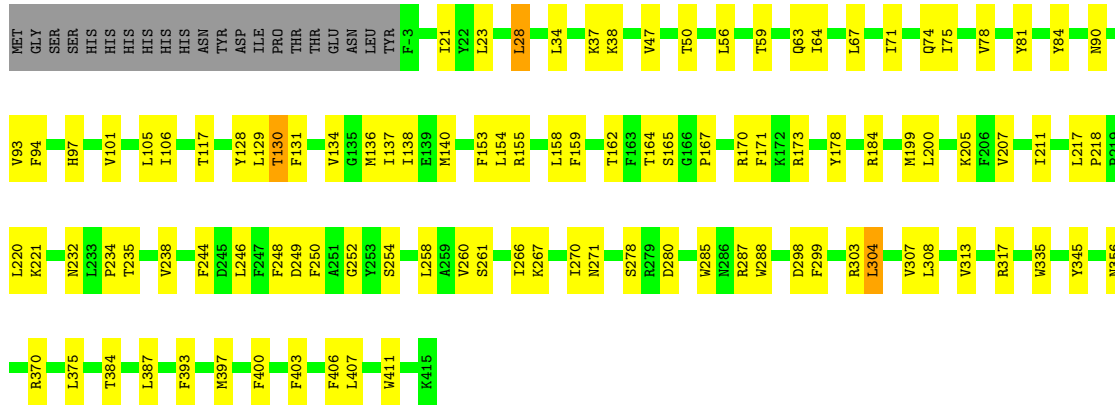 MET GLY SER SER HIS HIS HIS HIS HIS HIS ASN TYR ASP ILE PRO THR THR GLU ASN LEU TYR F-3 I21 Y22 L23 L28 L34 K37 K38 V47 T50 L56 T59 Q63 I64 L67 I71 Q74 I75 V78 Y81 Y84 N90
V93 F94 H97 V101 L105 I106 T117 Y128 L129 T130 F131 V134 G135 M136 I137 I138 E139 M140 F153 L154 R155 L158 F159 T162 F163 T164 S165 G166 P167 R170 F171 K172 R173 Y178 R184 M199 L200 K205 F206 V207 I211 L217 P218 R219
L220 K221 N232 L233 P234 T235 V238 F244 D245 L246 F247 F248 D249 F250 A251 G252 Y253 S254 L258 A259 V260 S261 I266 K267 I270 N271 S278 R279 D280 W285 N286 R287 W288 D298 F299 R303 L304 V307 L308 V313 R317 W335 Y345 N356
R370 L375 T384 L387 F393 M397 F400 F403 F406 L407 W411 K415